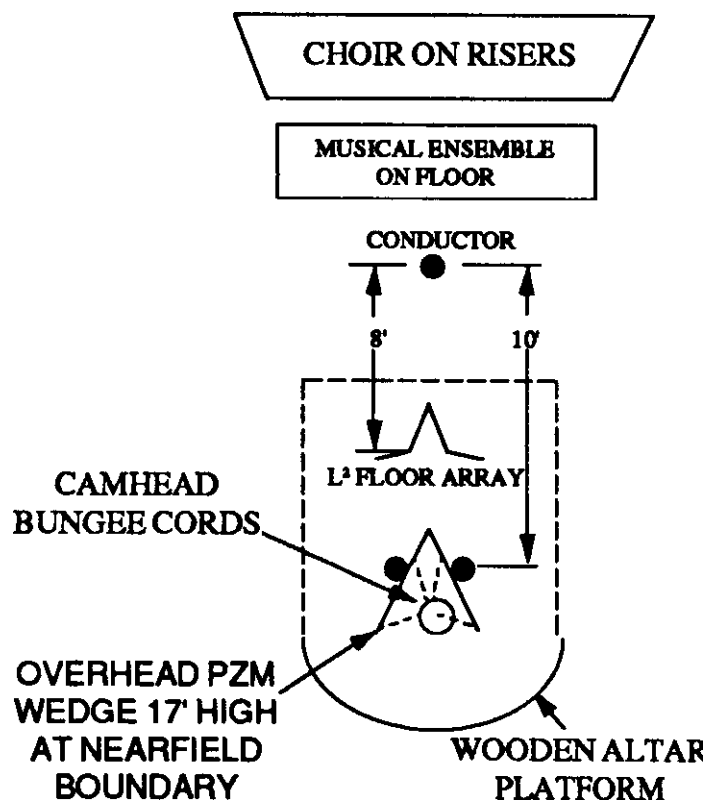 CHOIR ON RISERS
MUSICAL ENSEMBLE
ON FLOOR
CONDUCTOR
8'
10'
L² FLOOR ARRAY
CAMHEAD
BUNGEE CORDS
OVERHEAD PZM
WEDGE 17' HIGH
AT NEARFIELD
BOUNDARY
WOODEN ALTAR
PLATFORM